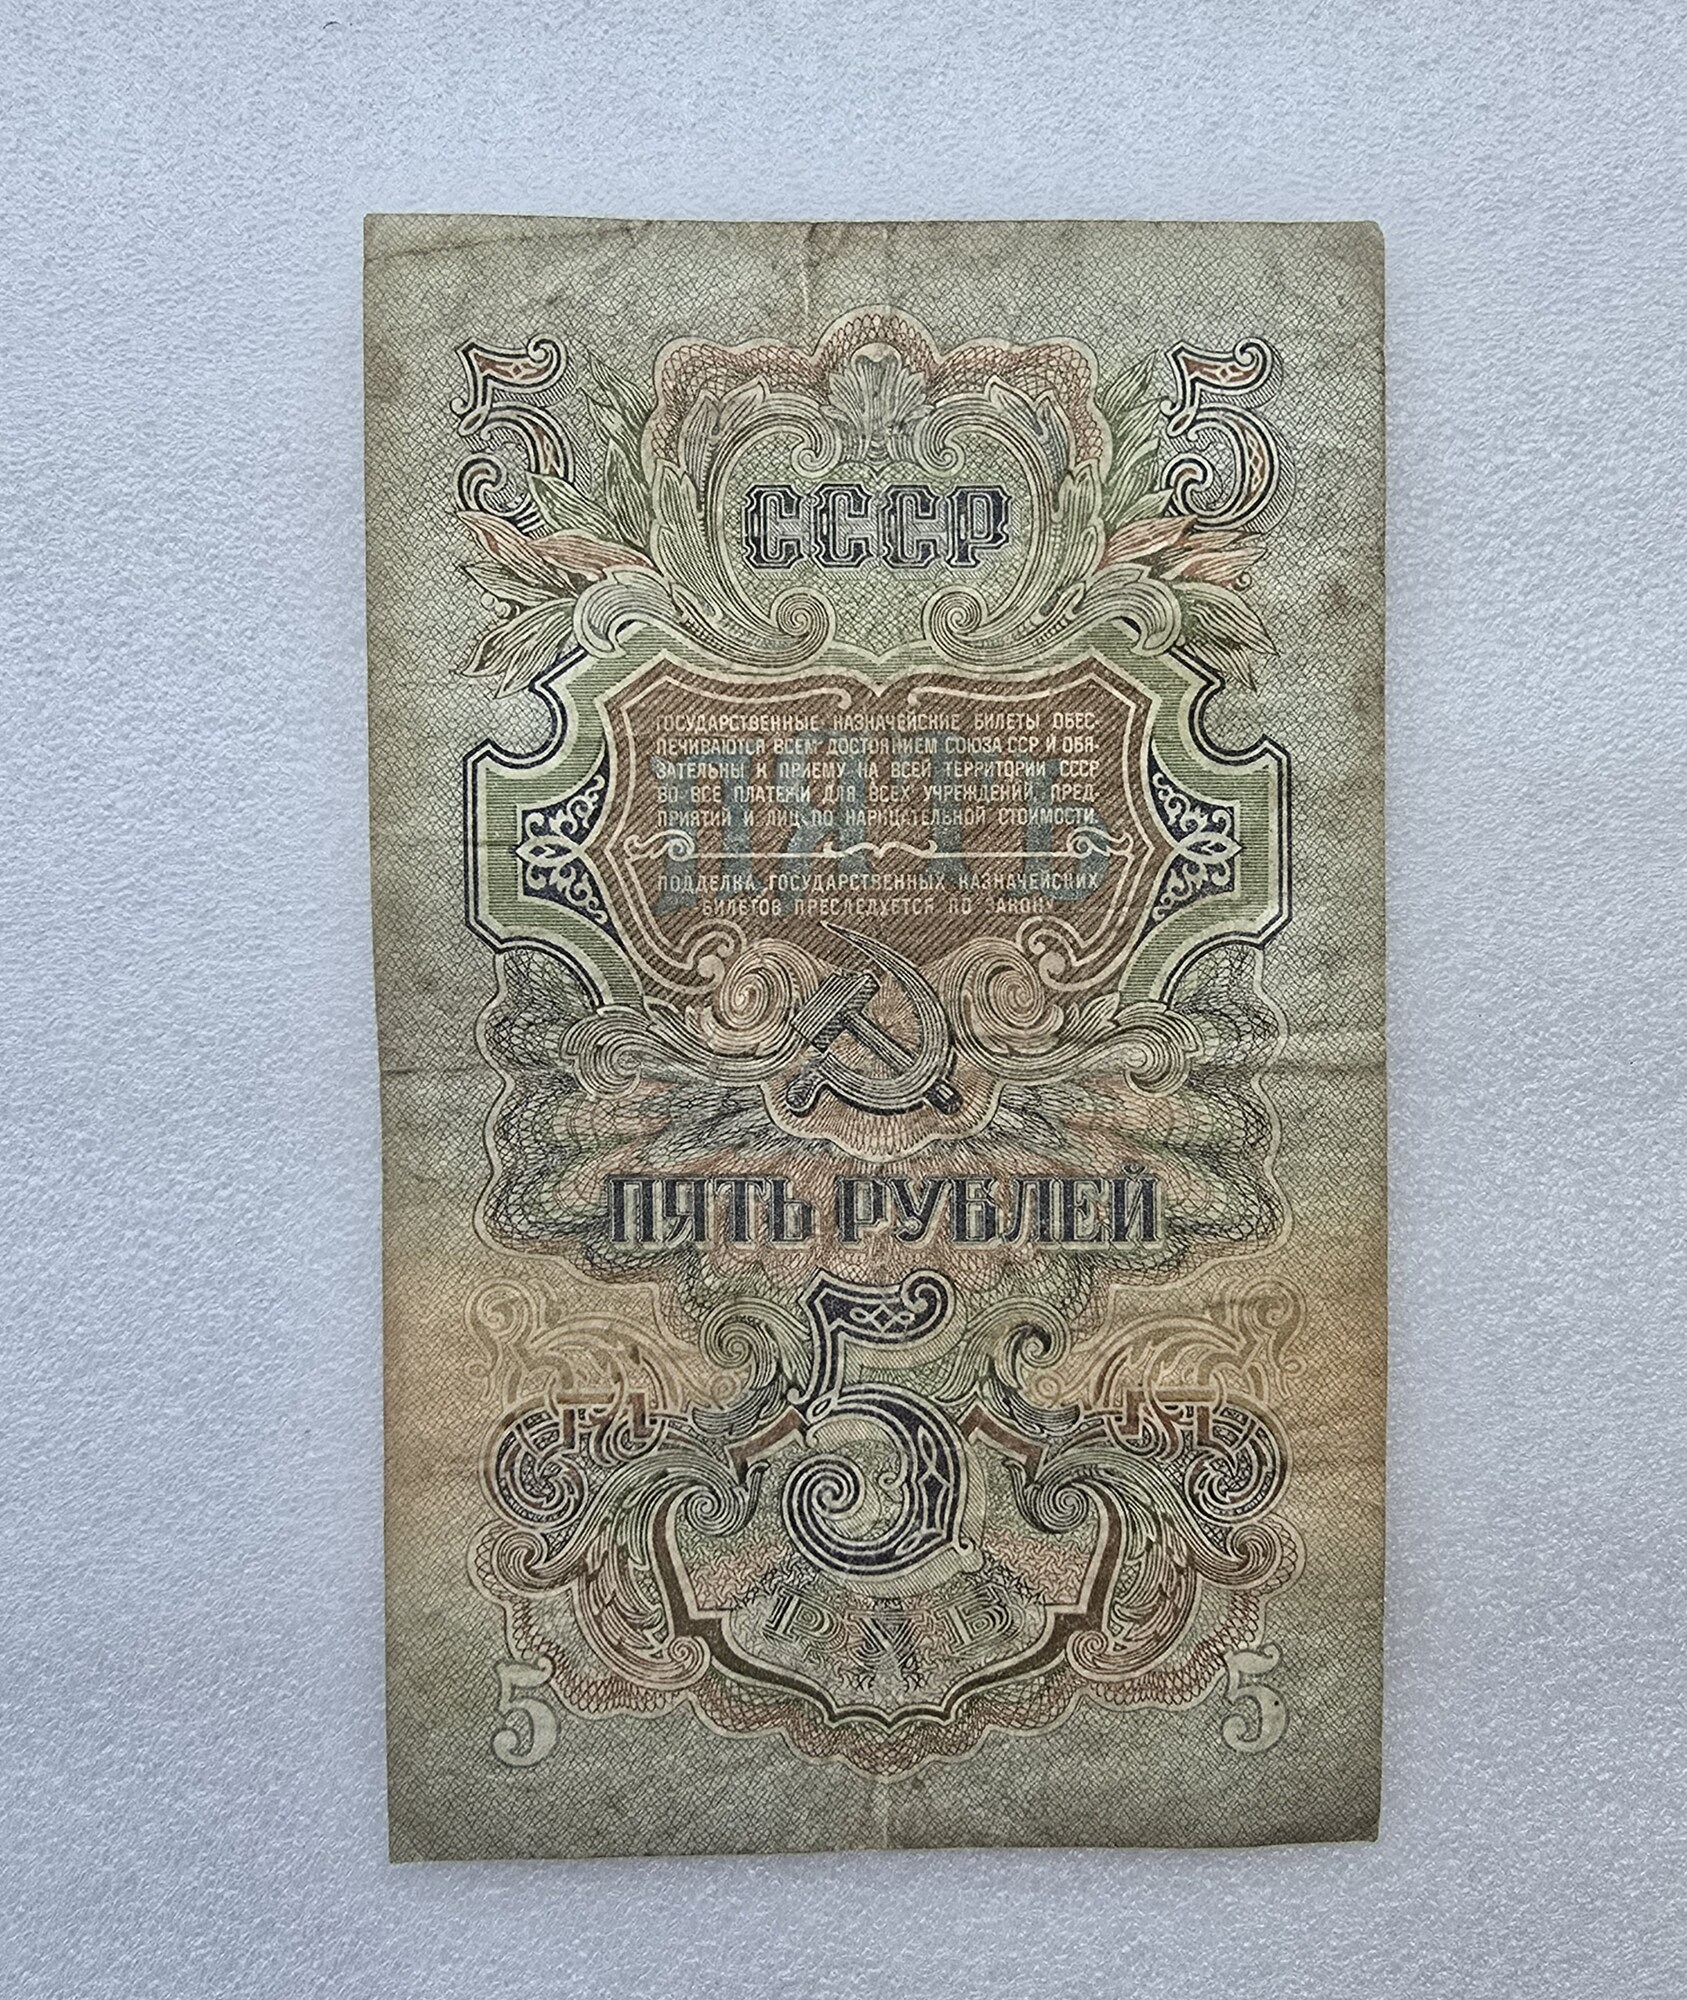 5 5
СССР
ПЯТЬ
ГОСУДАРСТВЕННЫЕ КАЗНАЧЕЙСКИЕ БИЛЕТЫ ОБЕС-
ПЕЧИВАЮТСЯ ВСЕМ ДОСТОЯНИЕМ СОЮЗА ССР И ОБЯ-
ЗАТЕЛЬНЫ К ПРИЕМУ НА ВСЕЙ ТЕРРИТОРИИ СССР
ВО ВСЕ ПЛАТЕЖИ ДЛЯ ВСЕХ УЧРЕЖДЕНИЙ, ПРЕД-
ПРИЯТИЙ И ЛИЦ ПО НАРИЦАТЕЛЬНОЙ СТОИМОСТИ.
ПОДДЕЛКА ГОСУДАРСТВЕННЫХ КАЗНАЧЕЙСКИХ
БИЛЕТОВ ПРЕСЛЕДУЕТСЯ ПО ЗАКОНУ
ПЯТЬ РУБЛЕЙ
5
РУБ
5 5